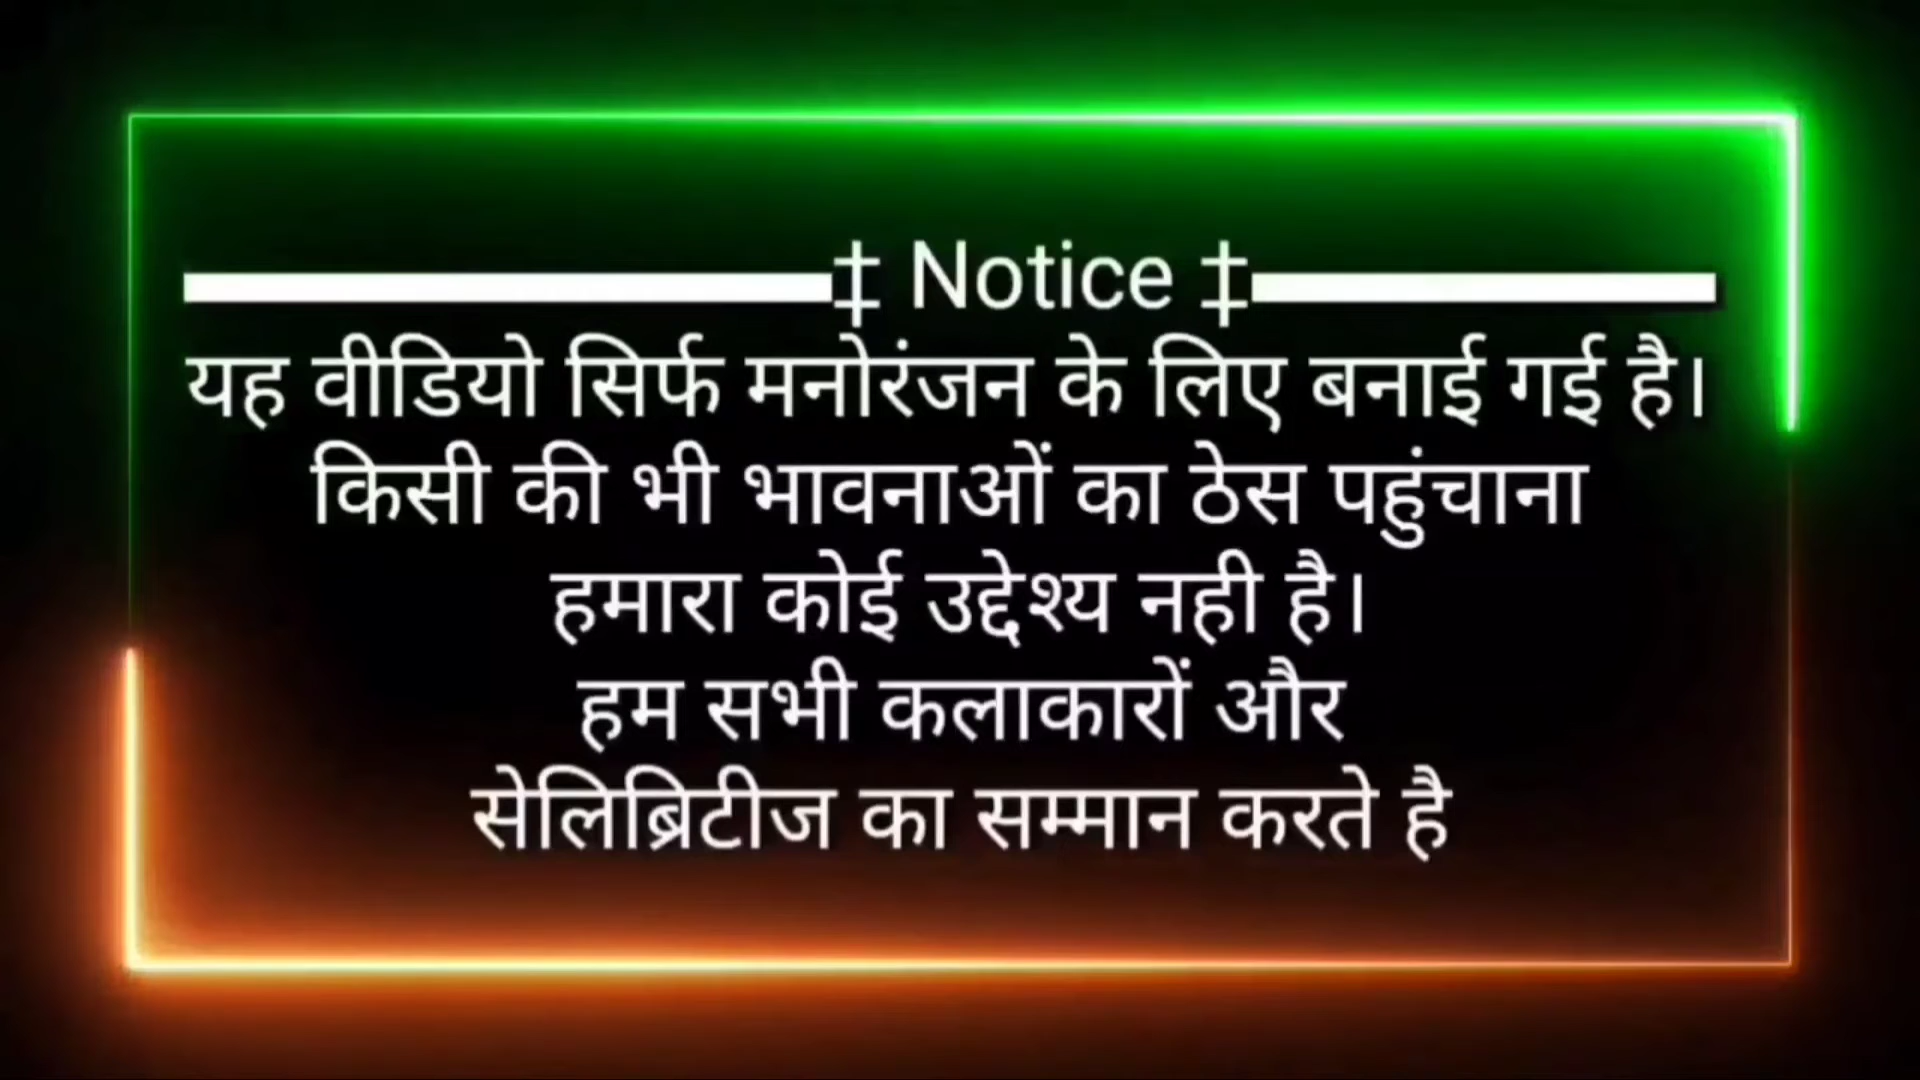 ‡ Notice ‡
यह वीडियो सिर्फ मनोरंजन के लिए बनाई गई है।
किसी की भी भावनाओं का ठेस पहुंचाना
हमारा कोई उद्देश्य नही है।
हम सभी कलाकारों और
सेलिब्रिटीज का सम्मान करते है